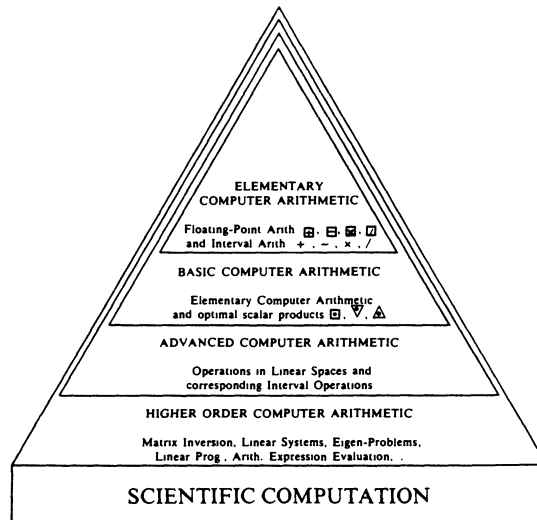 ELEMENTARY
COMPUTER ARITHMETIC
Floating-Point Arith ⊞, ⊟, ⊠, ⧄
and Interval Arith + , − , × , /
BASIC COMPUTER ARITHMETIC
Elementary Computer Arithmetic
and optimal scalar products ⊡, ,
ADVANCED COMPUTER ARITHMETIC
Operations in Linear Spaces and
corresponding Interval Operations
HIGHER ORDER COMPUTER ARITHMETIC
Matrix Inversion, Linear Systems, Eigen-Problems,
Linear Prog , Arith. Expression Evaluation, .
SCIENTIFIC COMPUTATION